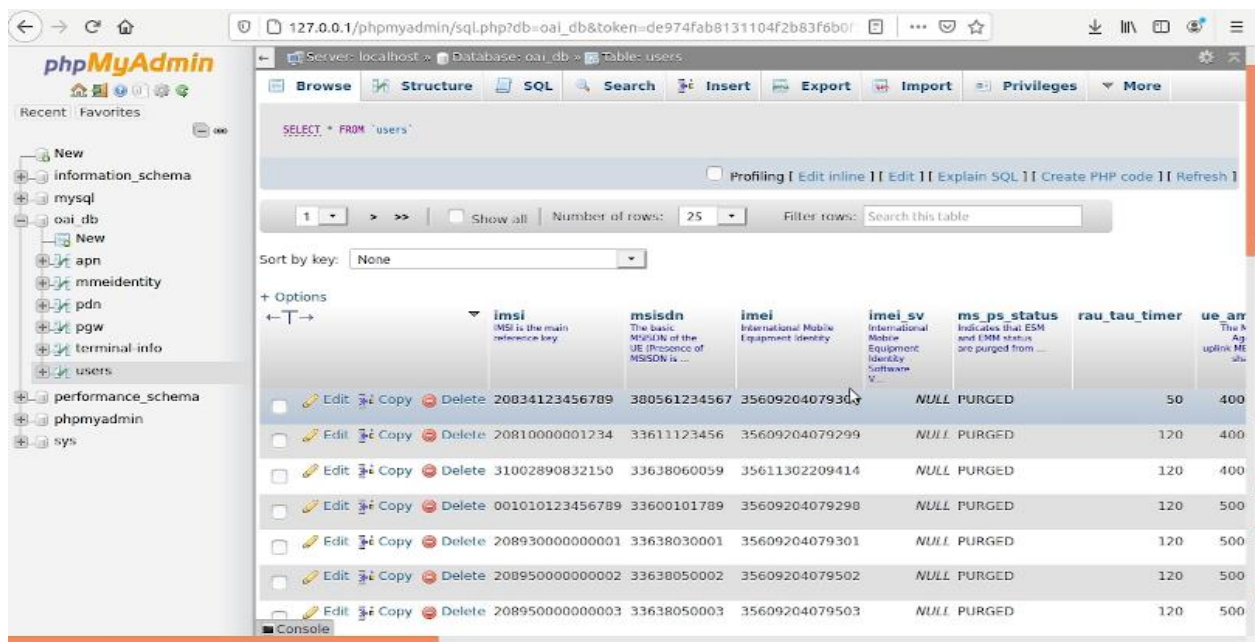 127.0.0.1/phpmyadmin/sql.php?db=oai_db&token=de974fab8131104f2b83f6b0
phpMyAdmin
Recent Favorites
New
information_schema
mysql
oai_db
New
apn
mmeidentity
pdn
pgw
terminal-info
users
performance_schema
phpmyadmin
sys
Server: localhost » Database: oai_db » Table: users
Browse Structure SQL Search Insert Export Import Privileges More
SELECT * FROM `users`
Profiling [ Edit inline ] [ Edit ] [ Explain SQL ] [ Create PHP code ] [ Refresh ]
1 > >> Show all Number of rows: 25 Filter rows: Search this table
Sort by key: None
+ Options
←T→ imsi msisdn imei imei_sv ms_ps_status rau_tau_timer ue_am
IMSI is the main reference key.
The basic MSISDN of the UE (Presence of MSISDN is ...
International Mobile Equipment Identity
International Mobile Equipment Identity Software V...
Indicates that ESM and EMM status are purged from ...
Edit Copy Delete 20834123456789 380561234567 NULL PURGED 50 400
Edit Copy Delete 20810000001234 33611123456 35609204079299 NULL PURGED 120 400
Edit Copy Delete 31002890832150 33638060059 35611302209414 NULL PURGED 120 400
Edit Copy Delete 001010123456789 33600101789 35609204079298 NULL PURGED 120 500
Edit Copy Delete 208930000000001 33638030001 35609204079301 NULL PURGED 120 500
Edit Copy Delete 208950000000002 33638050002 35609204079502 NULL PURGED 120 500
Edit Copy Delete 208950000000003 33638050003 35609204079503 NULL PURGED 120 500
Console